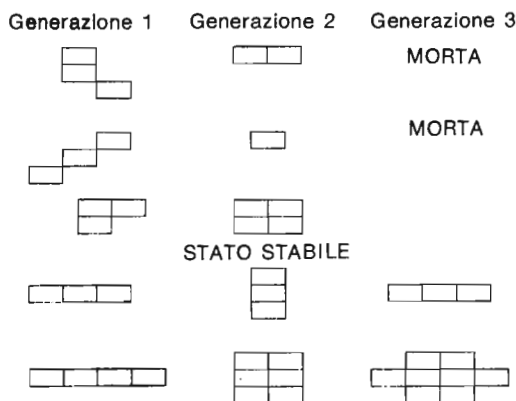 Generazione 1 Generazione 2 Generazione 3
MORTA
MORTA
STATO STABILE